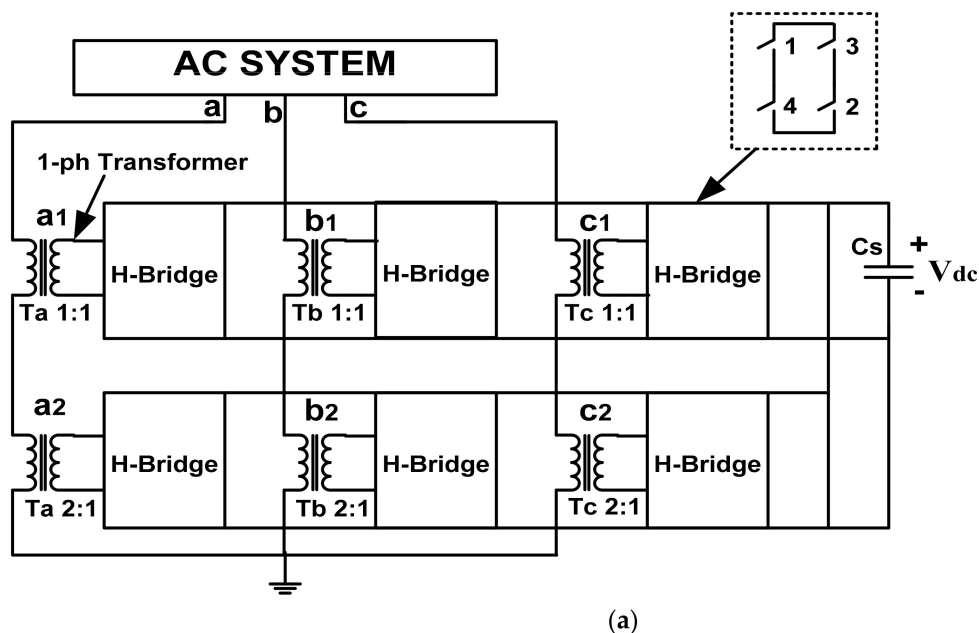 AC SYSTEM
a b c
1 3
4 2
1-ph Transformer
a1 b1 c1
H-Bridge H-Bridge H-Bridge
Cs + Vdc
-
Ta 1:1 Tb 1:1 Tc 1:1
a2 b2 c2
H-Bridge H-Bridge H-Bridge
Ta 2:1 Tb 2:1 Tc 2:1
(a)